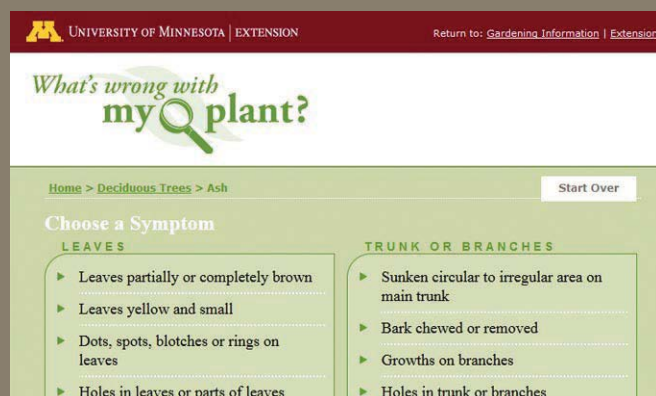 M UNIVERSITY OF MINNESOTA | EXTENSION
Return to: Gardening Information | Extension
What's wrong with
my plant?
Home > Deciduous Trees > Ash
Start Over
Choose a Symptom
LEAVES
Leaves partially or completely brown
Leaves yellow and small
Dots, spots, blotches or rings on
leaves
Holes in leaves or parts of leaves
TRUNK OR BRANCHES
Sunken circular to irregular area on
main trunk
Bark chewed or removed
Growths on branches
Holes in trunk or branches